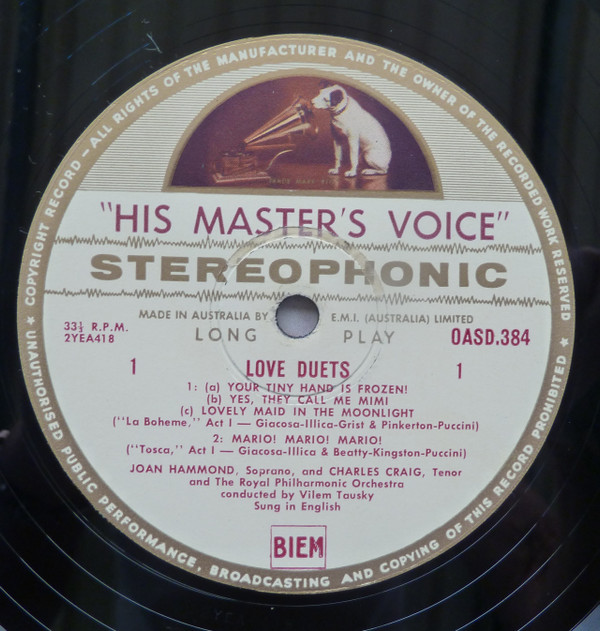 COPYRIGHT RECORD – ALL RIGHTS OF THE MANUFACTURER AND THE OWNER OF THE RECORDED WORK RESERVED
★ UNAUTHORISED PUBLIC PERFORMANCE, BROADCASTING AND COPYING OF THIS RECORD PROHIBITED ★
"HIS MASTER'S VOICE"
STEREOPHONIC
MADE IN AUSTRALIA BY E.M.I. (AUSTRALIA) LIMITED
33⅓ R.P.M. LONG PLAY OASD.384
2YEA418
1 LOVE DUETS 1
1: (a) YOUR TINY HAND IS FROZEN!
(b) YES, THEY CALL ME MIMI
(c) LOVELY MAID IN THE MOONLIGHT
("La Boheme," Act I — Giacosa-Illica-Grist & Pinkerton-Puccini)
2: MARIO! MARIO! MARIO!
("Tosca," Act I — Giacosa-Illica & Beatty-Kingston-Puccini)
JOAN HAMMOND, Soprano, and CHARLES CRAIG, Tenor
and The Royal Philharmonic Orchestra
conducted by Vilem Tausky
Sung in English
BIEM